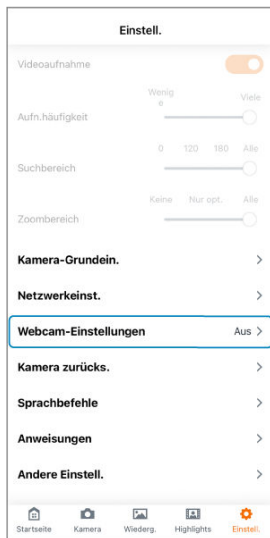 Einstell.
Videoaufnahme
Wenig
e
Viele
Aufn.häufigkeit
0 120 180 Alle
Suchbereich
Keine Nur opt. Alle
Zoombereich
Kamera-Grundein.
Netzwerkeinst.
Webcam-Einstellungen Aus
Kamera zurücks.
Sprachbefehle
Anweisungen
Andere Einstell.
Startseite Kamera Wiederg. Highlights Einstell.